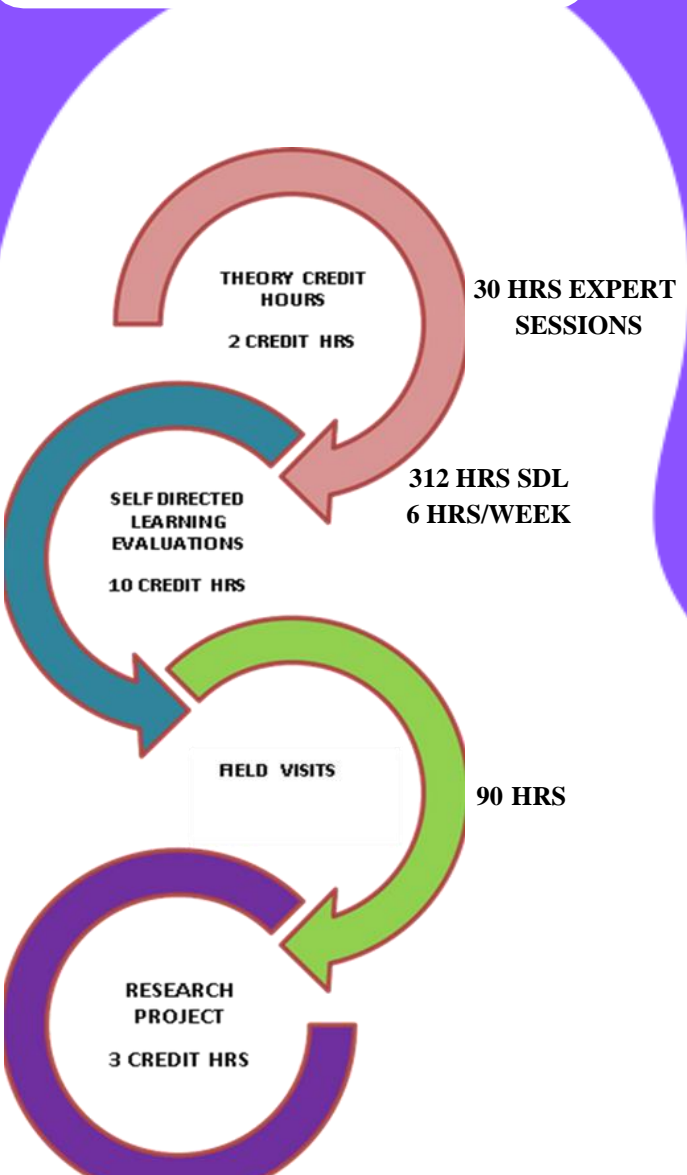 THEORY CREDIT
HOURS
2 CREDIT HRS
30 HRS EXPERT
SESSIONS
312 HRS SDL
6 HRS/WEEK
SELF DIRECTED
LEARNING
EVALUATIONS
10 CREDIT HRS
FIELD VISITS
90 HRS
RESEARCH
PROJECT
3 CREDIT HRS